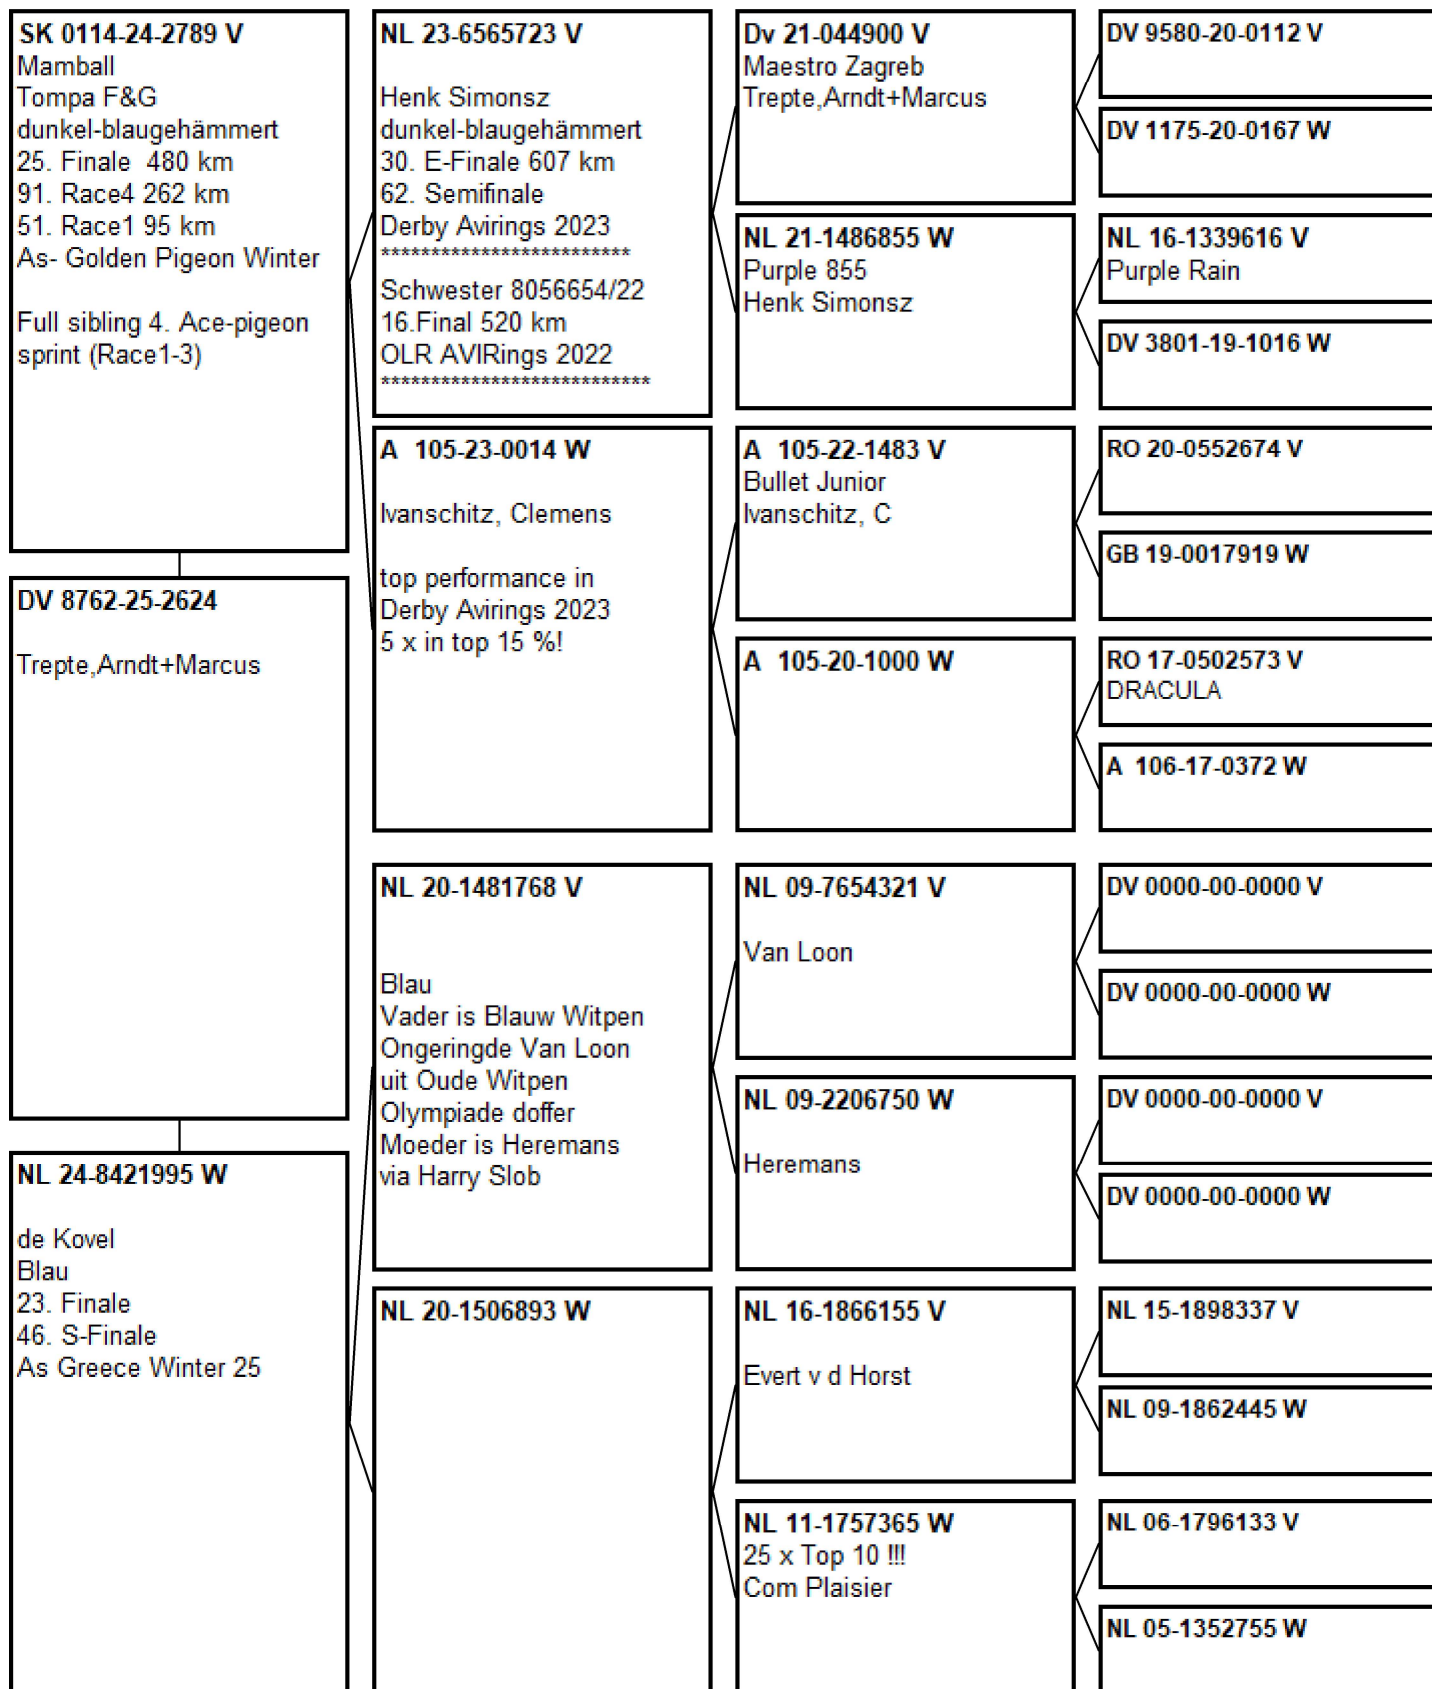 SK 0114-24-2789 V
Mamball
Tompa F&G
dunkel-blaugehämmert
25. Finale  480 km
91. Race4 262 km
51. Race1 95 km
As- Golden Pigeon Winter
Full sibling 4. Ace-pigeon
sprint (Race1-3)
DV 8762-25-2624
Trepte,Arndt+Marcus
NL 24-8421995 W
de Kovel
Blau
23. Finale
46. S-Finale
As Greece Winter 25
NL 23-6565723 V
Henk Simonsz
dunkel-blaugehämmert
30. E-Finale 607 km
62. Semifinale
Derby Avirings 2023
*************************
Schwester 8056654/22
16.Final 520 km
OLR AVIRings 2022
***************************
A  105-23-0014 W
Ivanschitz, Clemens
top performance in
Derby Avirings 2023
5 x in top 15 %!
NL 20-1481768 V
Blau
Vader is Blauw Witpen
Ongeringde Van Loon
uit Oude Witpen
Olympiade doffer
Moeder is Heremans
via Harry Slob
NL 20-1506893 W
Dv 21-044900 V
Maestro Zagreb
Trepte,Arndt+Marcus
NL 21-1486855 W
Purple 855
Henk Simonsz
A  105-22-1483 V
Bullet Junior
Ivanschitz, C
A  105-20-1000 W
NL 09-7654321 V
Van Loon
NL 09-2206750 W
Heremans
NL 16-1866155 V
Evert v d Horst
NL 11-1757365 W
25 x Top 10 !!!
Com Plaisier
DV 9580-20-0112 V
DV 1175-20-0167 W
NL 16-1339616 V
Purple Rain
DV 3801-19-1016 W
RO 20-0552674 V
GB 19-0017919 W
RO 17-0502573 V
DRACULA
A  106-17-0372 W
DV 0000-00-0000 V
DV 0000-00-0000 W
DV 0000-00-0000 V
DV 0000-00-0000 W
NL 15-1898337 V
NL 09-1862445 W
NL 06-1796133 V
NL 05-1352755 W